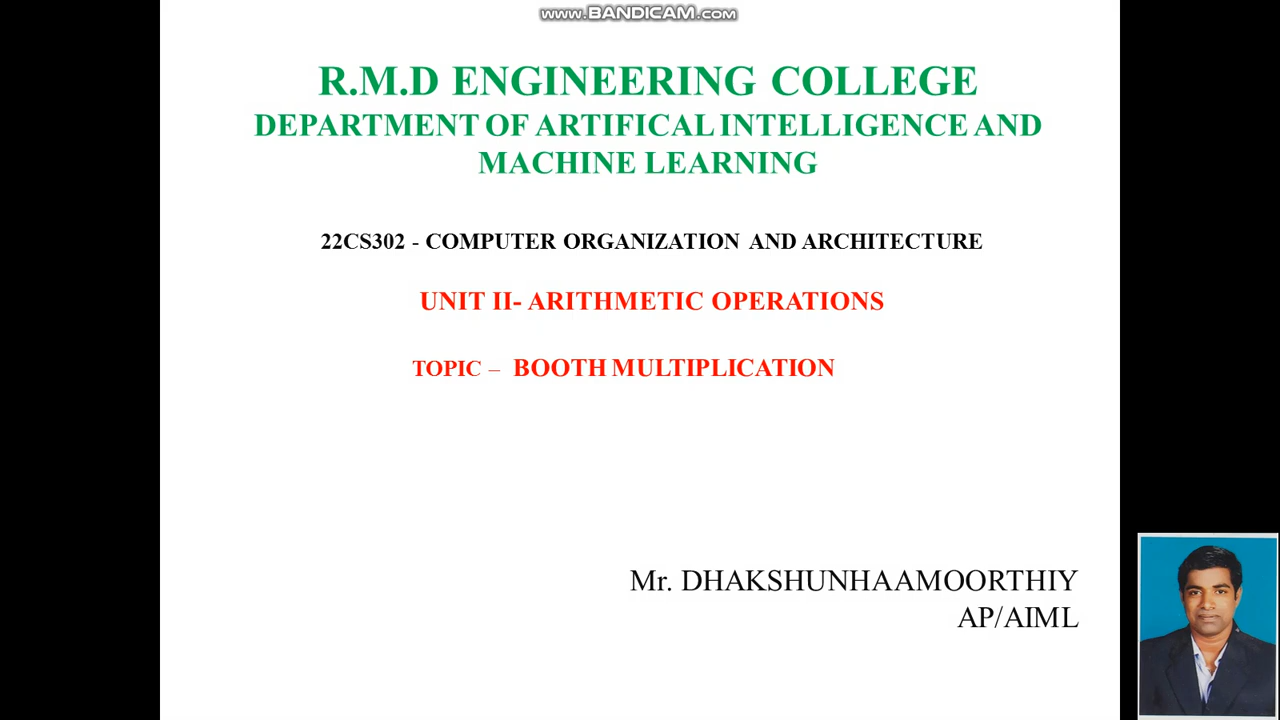 www.BANDICAM.com
R.M.D ENGINEERING COLLEGE
DEPARTMENT OF ARTIFICAL INTELLIGENCE AND
MACHINE LEARNING
22CS302 - COMPUTER ORGANIZATION AND ARCHITECTURE
UNIT II- ARITHMETIC OPERATIONS
TOPIC – BOOTH MULTIPLICATION
Mr. DHAKSHUNHAAMOORTHIY
AP/AIML